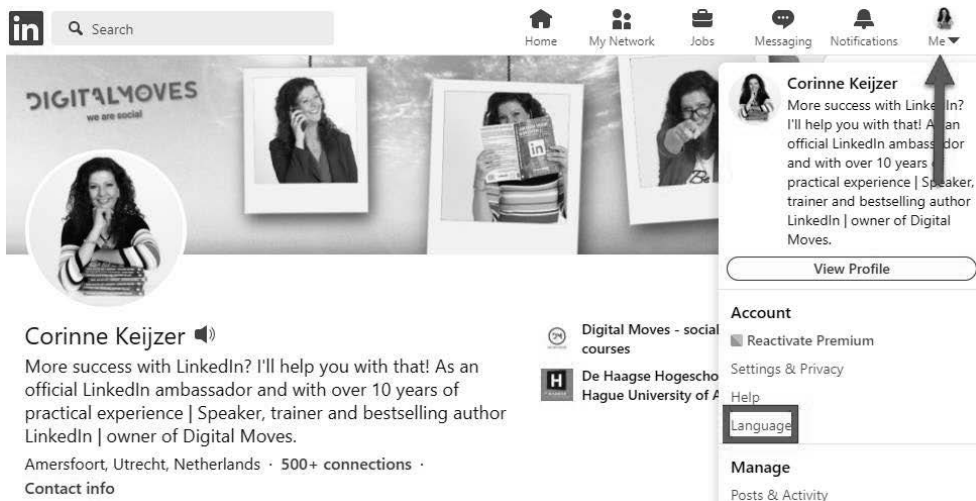 in
Search
Home
My Network
Jobs
Messaging
Notifications
Me
DIGITALMOVES
we are social
in
Corinne Keijzer
More success with LinkedIn? I'll help you with that! As an
official LinkedIn ambassador and with over 10 years of
practical experience | Speaker, trainer and bestselling author
LinkedIn | owner of Digital Moves.
Amersfoort, Utrecht, Netherlands · 500+ connections ·
Contact info
Digital Moves - social
courses
H
De Haagse Hogescho
Hague University of A
Corinne Keijzer
More success with LinkedIn?
I'll help you with that! As an
official LinkedIn ambassador
and with over 10 years
practical experience | Speaker,
trainer and bestselling author
LinkedIn | owner of Digital
Moves.
View Profile
Account
Reactivate Premium
Settings & Privacy
Help
Language
Manage
Posts & Activity